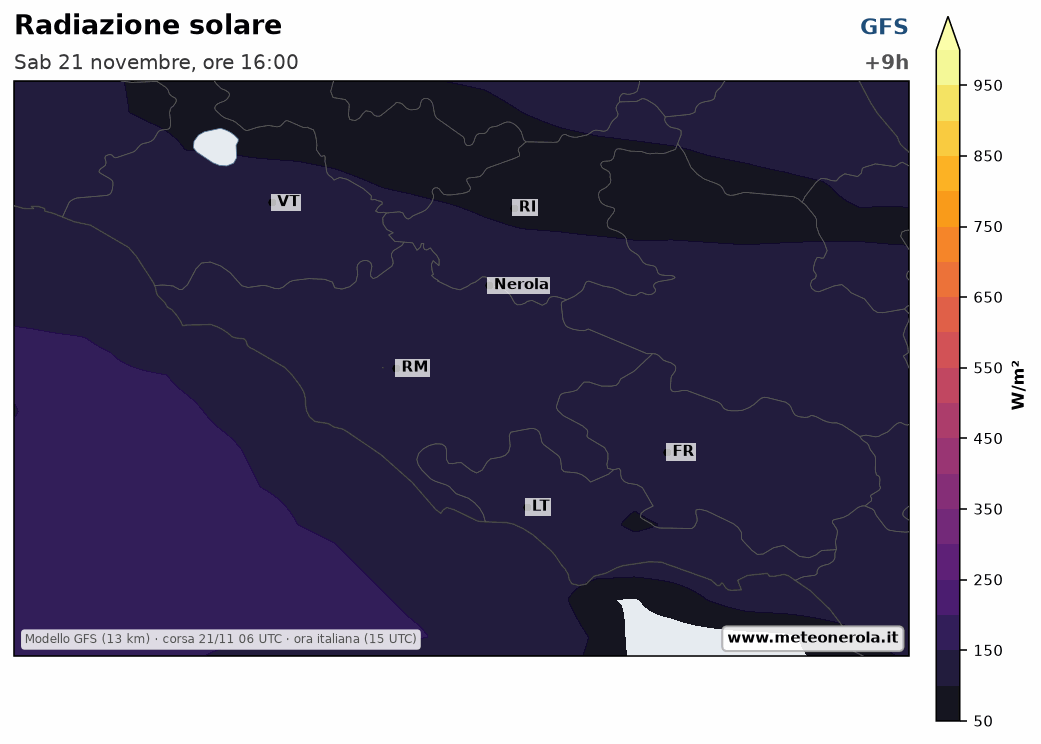 Radiazione solare
GFS
Sab 21 novembre, ore 16:00
+9h
VT
RI
Nerola
RM
FR
LT
950
850
750
650
550
450
350
250
150
50
W/m²
Modello GFS (13 km) · corsa 21/11 06 UTC · ora italiana (15 UTC)
www.meteonerola.it